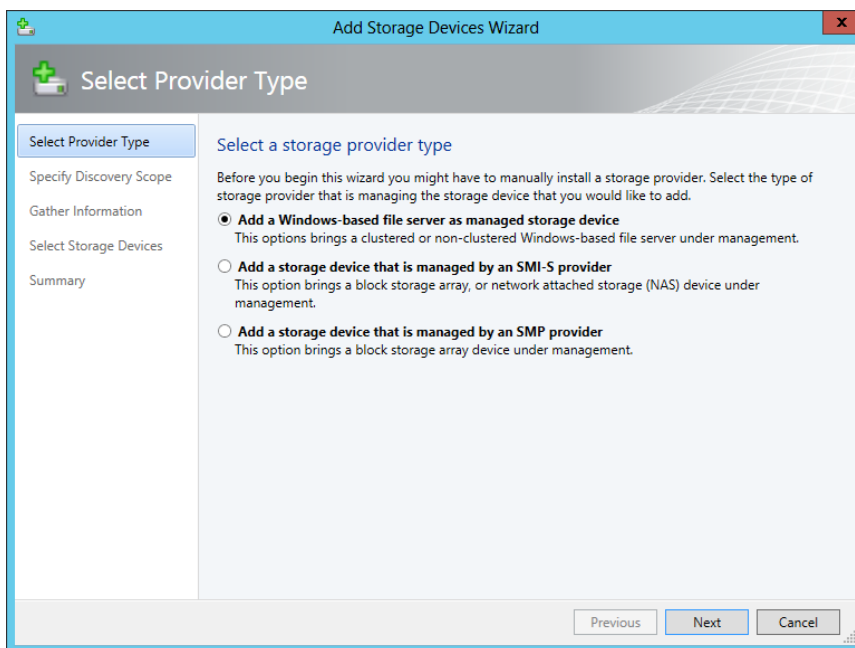 Add Storage Devices Wizard
x
Select Provider Type
Select Provider Type
Specify Discovery Scope
Gather Information
Select Storage Devices
Summary
Select a storage provider type
Before you begin this wizard you might have to manually install a storage provider. Select the type of
storage provider that is managing the storage device that you would like to add.
Add a Windows-based file server as managed storage device
This options brings a clustered or non-clustered Windows-based file server under management.
Add a storage device that is managed by an SMI-S provider
This option brings a block storage array, or network attached storage (NAS) device under
management.
Add a storage device that is managed by an SMP provider
This option brings a block storage array device under management.
Previous
Next
Cancel